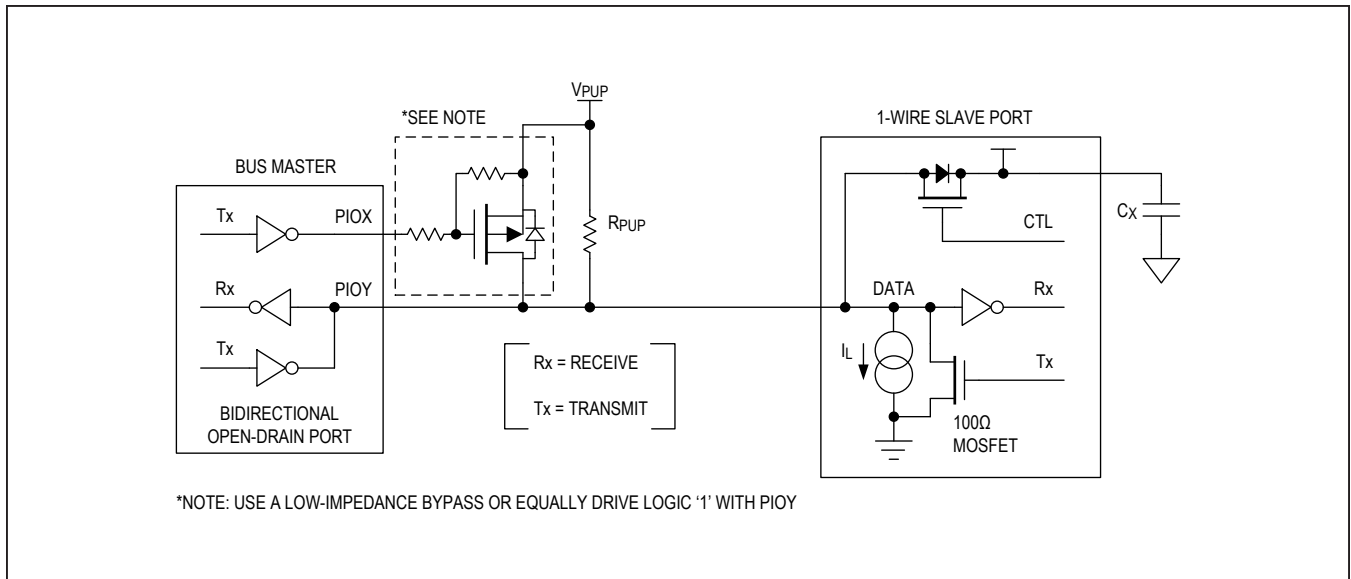 VPUP
*SEE NOTE
1-WIRE SLAVE PORT
BUS MASTER
Tx
PIOX
RPUP
CX
CTL
Rx
PIOY
DATA
Rx
Tx
IL
Tx
Rx = RECEIVE
Tx = TRANSMIT
BIDIRECTIONAL
OPEN-DRAIN PORT
100Ω
MOSFET
*NOTE: USE A LOW-IMPEDANCE BYPASS OR EQUALLY DRIVE LOGIC ‘1’ WITH PIOY